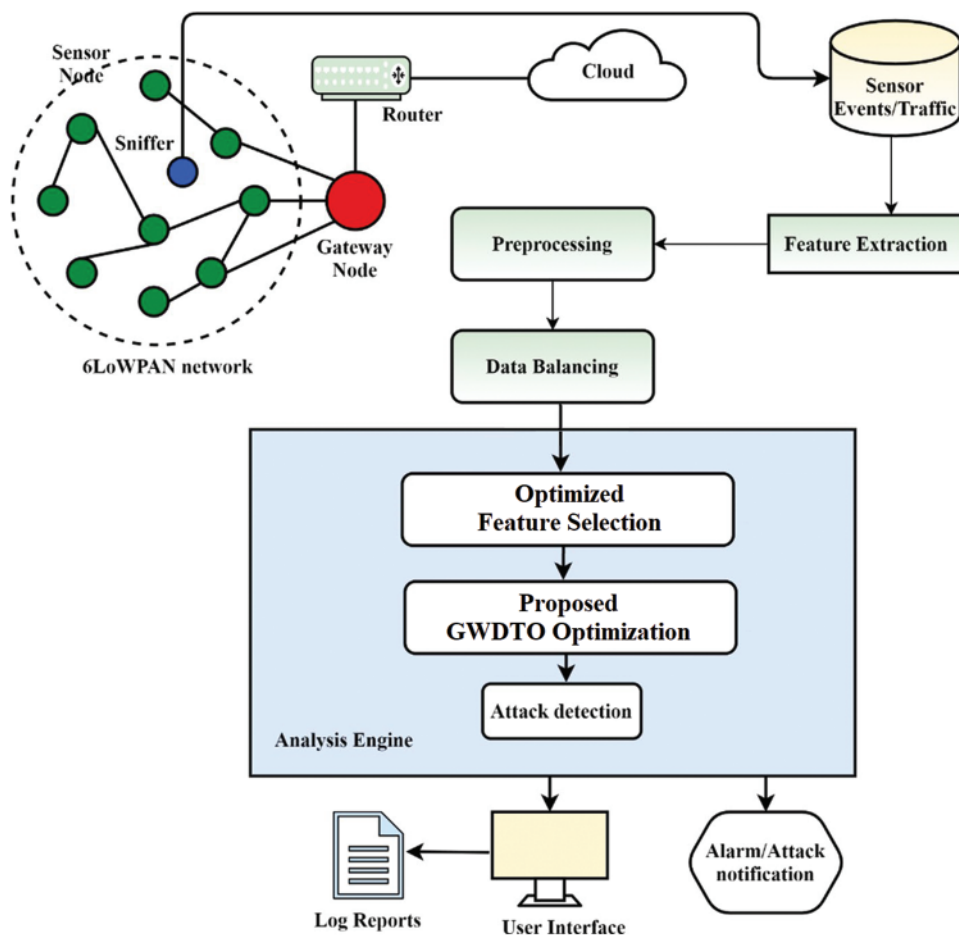 Sensor
Node
Sniffer
Router
Cloud
Sensor
Events/Traffic
Gateway
Node
6LoWPAN network
Preprocessing
Feature Extraction
Data Balancing
Optimized
Feature Selection
Proposed
GWDTO Optimization
Attack detection
Analysis Engine
Log Reports
User Interface
Alarm/Attack
notification